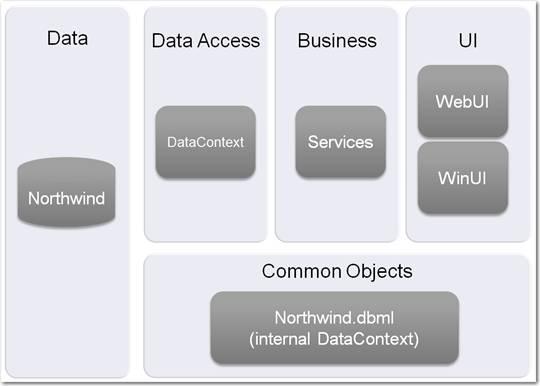 Data
Northwind
Data Access
DataContext
Business
Services
UI
WebUI
WinUI
Common Objects
Northwind.dbml
(internal DataContext)